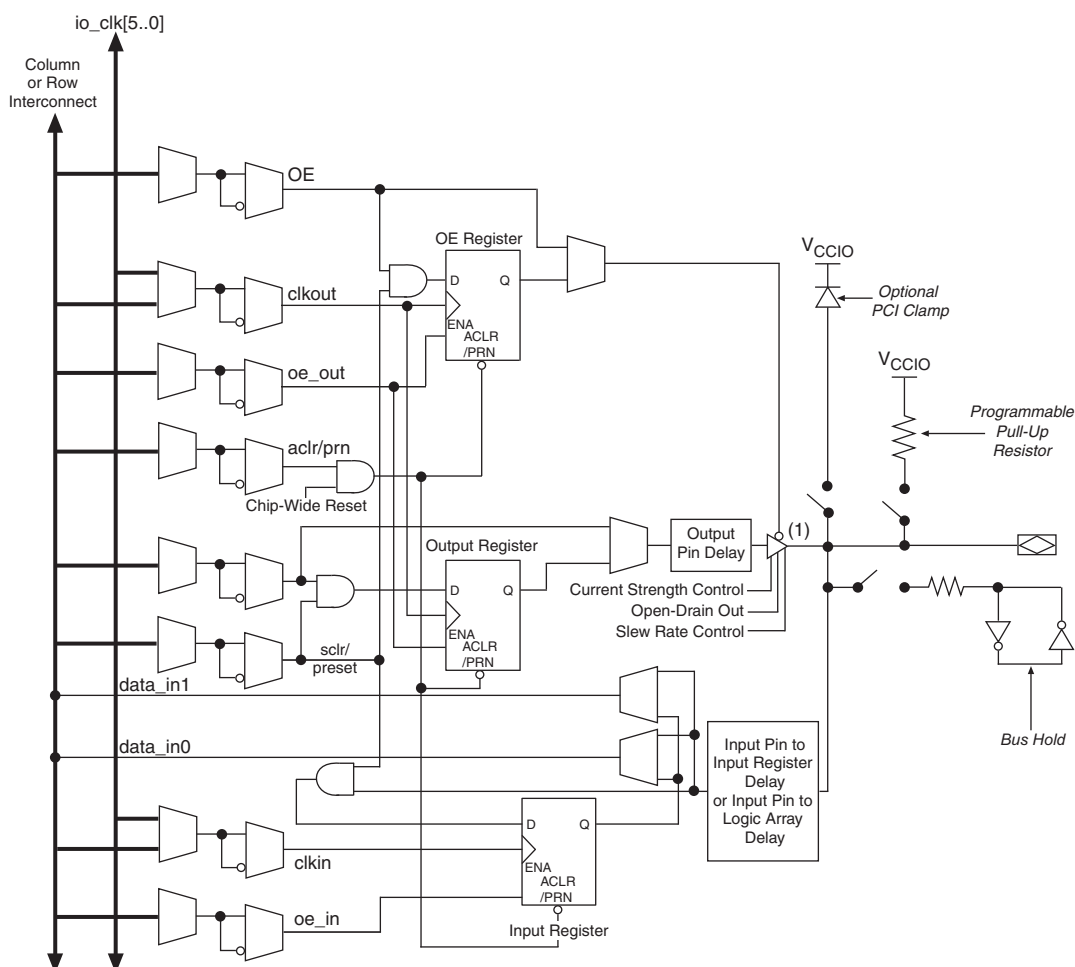 io_clk[5..0]
Column
or Row
Interconnect
OE
OE Register
D
Q
ENA
ACLR
/PRN
clkout
oe_out
aclr/prn
Chip-Wide Reset
VCCIO
Optional
PCI Clamp
VCCIO
Programmable
Pull-Up
Resistor
Output Register
D
Q
ENA
ACLR
/PRN
Output
Pin Delay
(1)
Current Strength Control
Open-Drain Out
Slew Rate Control
sclr/
preset
data_in1
data_in0
Bus Hold
Input Pin to
Input Register
Delay
or Input Pin to
Logic Array
Delay
D
Q
ENA
ACLR
/PRN
clkin
oe_in
Input Register